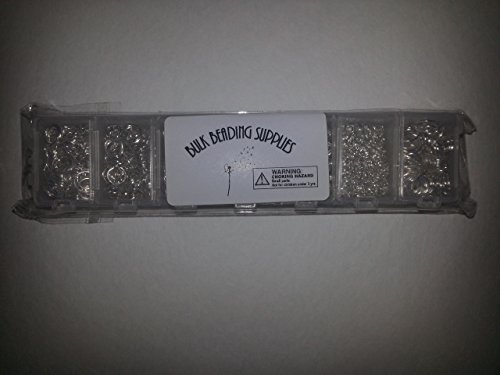 BULK BEADING SUPPLIES
WARNING:
CHOKING HAZARD
Small parts
Not for children under 3 yrs